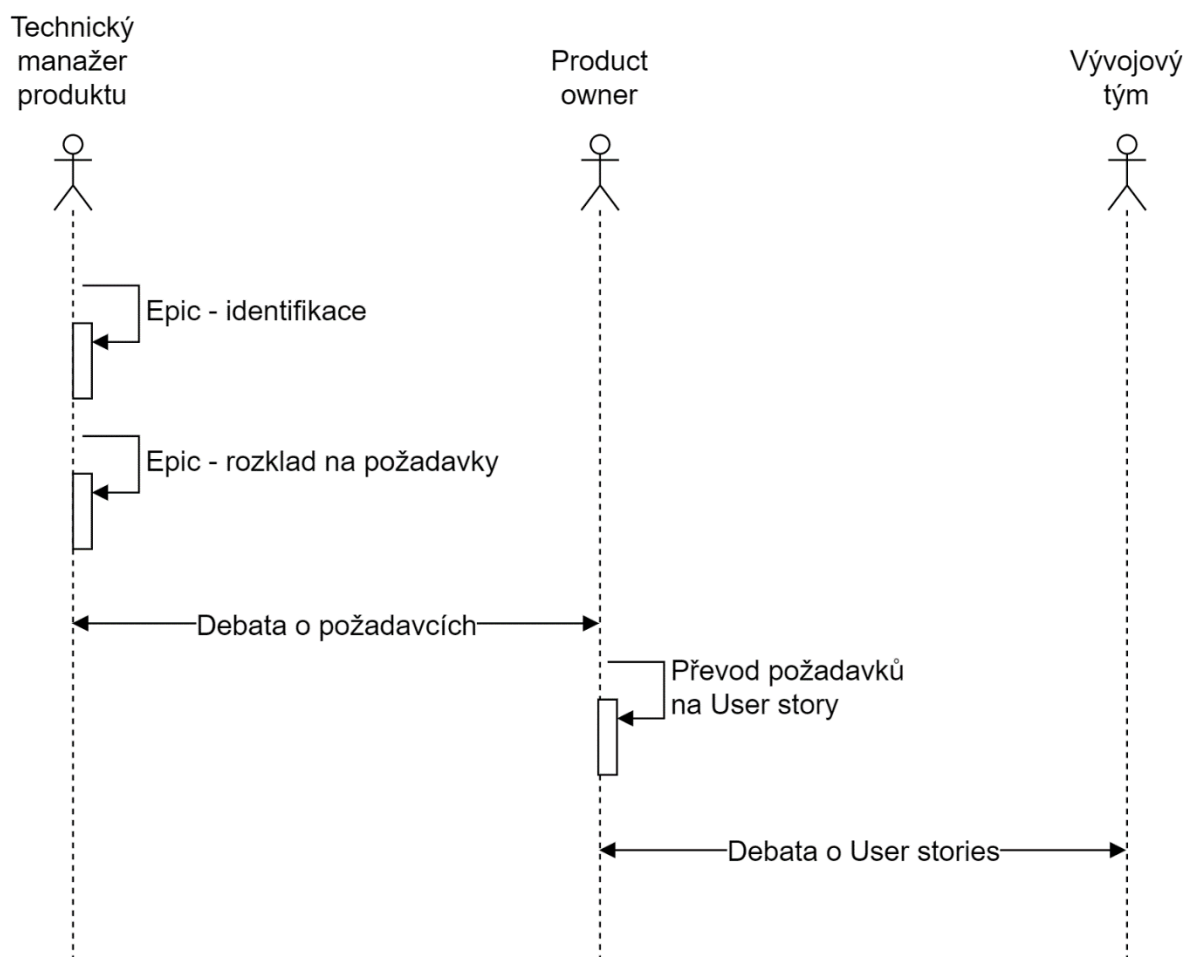 Technický
manažer
produktu
Product
owner
Vývojový
tým
Epic - identifikace
Epic - rozklad na požadavky
Debata o požadavcích
Převod požadavků
na User story
Debata o User stories